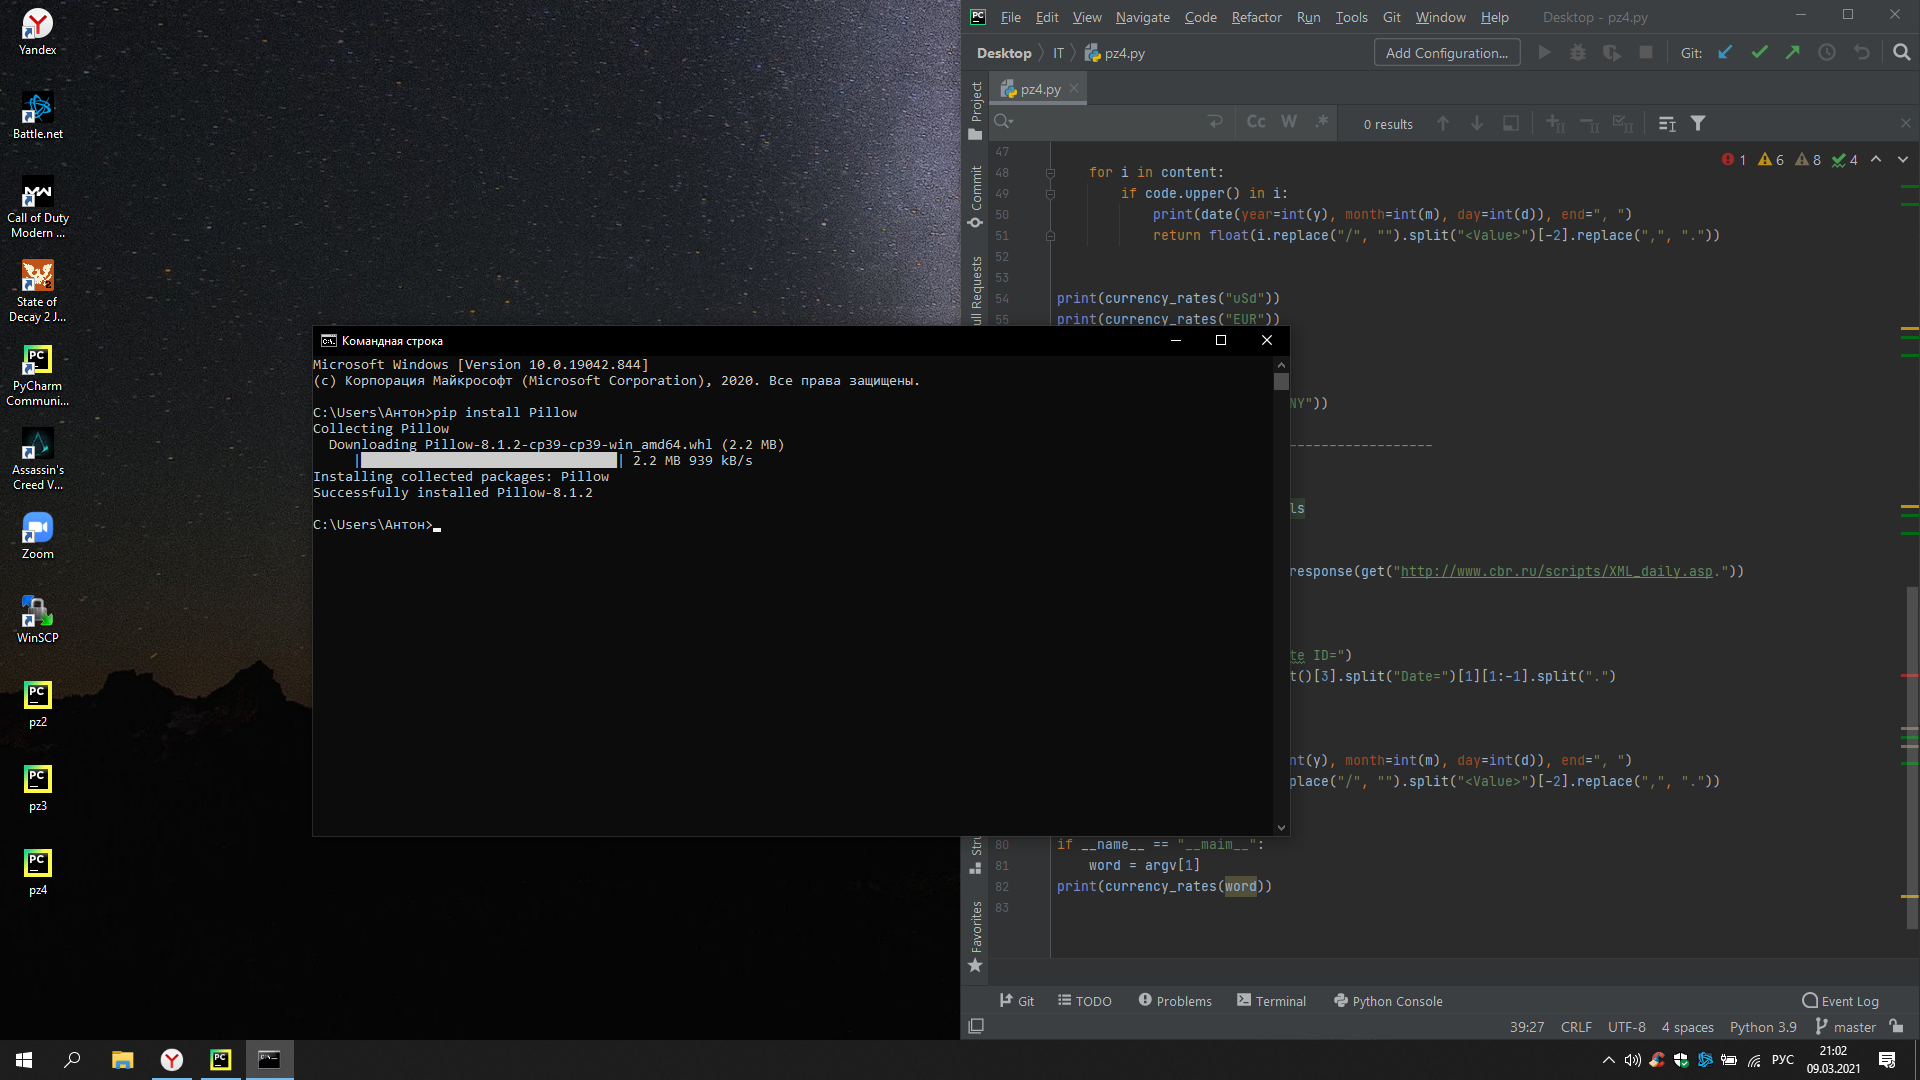 Yandex
Battle.net
Call of Duty
Modern ...
State of
Decay 2 J...
PyCharm
Communi...
Assassin's
Creed V...
Zoom
WinSCP
pz2
pz3
pz4
Командная строка
Microsoft Windows [Version 10.0.19042.844]
(c) Корпорация Майкрософт (Microsoft Corporation), 2020. Все права защищены.
C:\Users\Антон>pip install Pillow
Collecting Pillow
Downloading Pillow-8.1.2-cp39-cp39-win_amd64.whl (2.2 MB)
| | 2.2 MB 939 kB/s
Installing collected packages: Pillow
Successfully installed Pillow-8.1.2
C:\Users\Антон>
File Edit View Navigate Code Refactor Run Tools Git Window Help Desktop - pz4.py
Desktop IT pz4.py Add Configuration... Git:
pz4.py
Cc W .* 0 results
1 6 8 4
Project
Commit
ull Requests
Stru
Favorites
47
48 for i in content:
49 if code.upper() in i:
50 print(date(year=int(y), month=int(m), day=int(d)), end=", ")
51 return float(i.replace("/", "").split("<Value>")[-2].replace(",", "."))
52
53
54 print(currency_rates("uSd"))
55 print(currency_rates("EUR"))
NY"))
------------------
ls
response(get("http://www.cbr.ru/scripts/XML_daily.asp."))
te ID=")
t()[3].split("Date=")[1][1:-1].split(".")
nt(y), month=int(m), day=int(d)), end=", ")
place("/", "").split("<Value>")[-2].replace(",", "."))
80 if __name__ == "__maim__":
81 word = argv[1]
82 print(currency_rates(word))
83
Git TODO Problems Terminal Python Console Event Log
39:27 CRLF UTF-8 4 spaces Python 3.9 master
РУС
21:02
09.03.2021